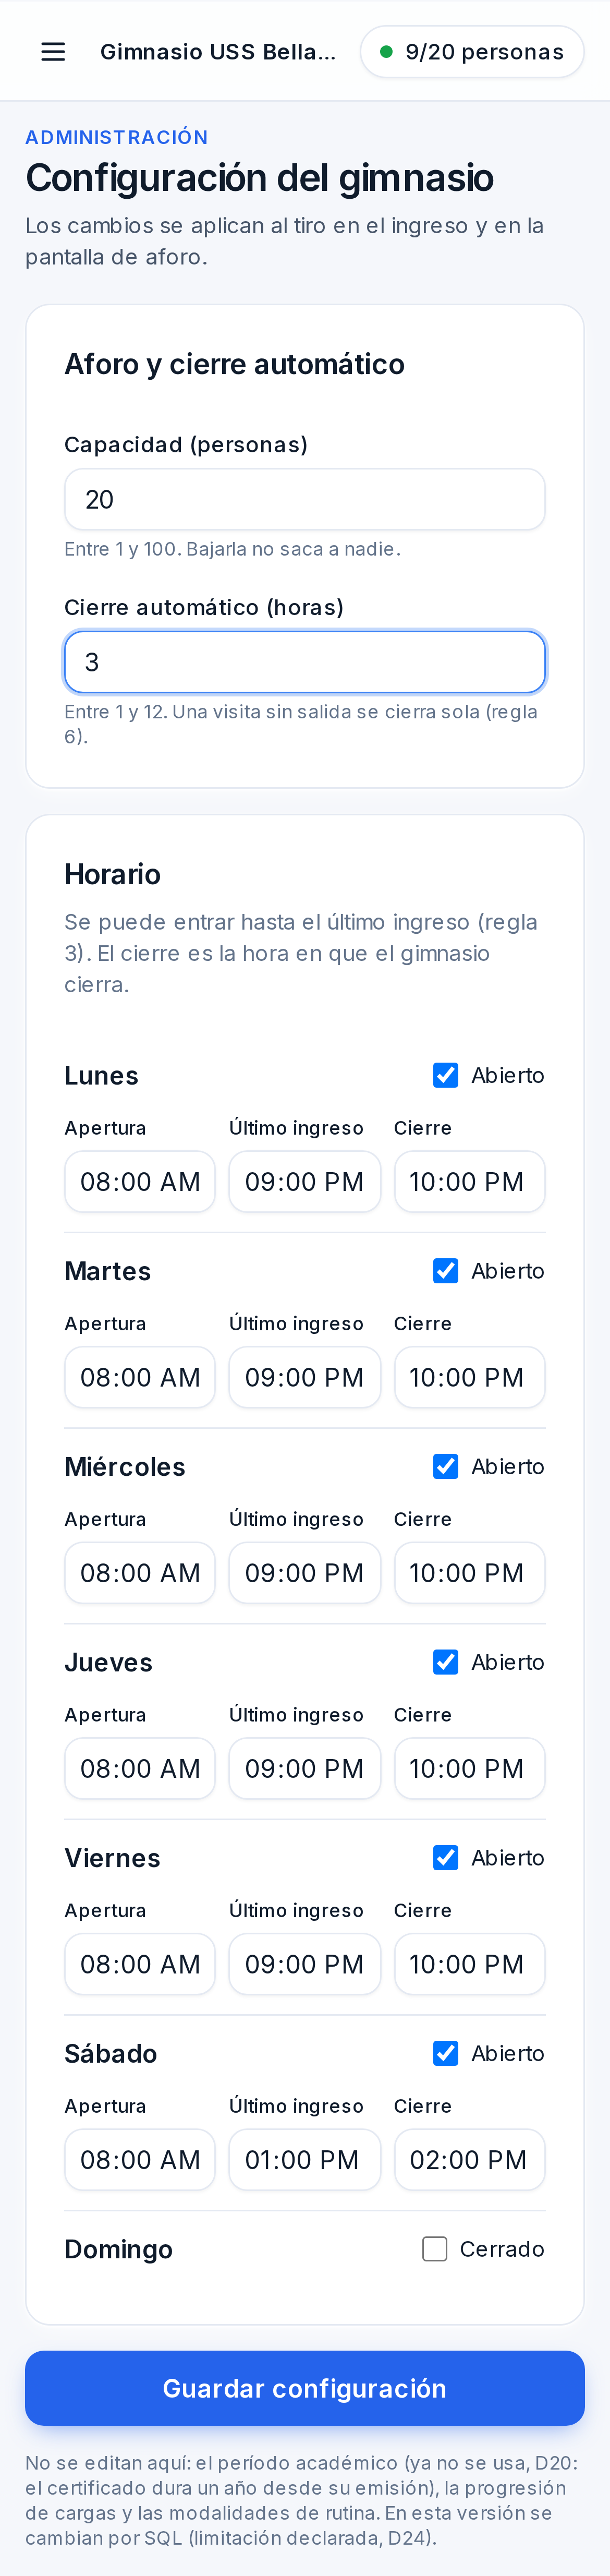 Gimnasio USS Bella...
9/20 personas
ADMINISTRACIÓN
Configuración del gimnasio
Los cambios se aplican al tiro en el ingreso y en la
pantalla de aforo.
Aforo y cierre automático
Capacidad (personas)
20
Entre 1 y 100. Bajarla no saca a nadie.
Cierre automático (horas)
3
Entre 1 y 12. Una visita sin salida se cierra sola (regla
6).
Horario
Se puede entrar hasta el último ingreso (regla
3). El cierre es la hora en que el gimnasio
cierra.
Lunes Abierto
Apertura Último ingreso Cierre
08:00 AM 09:00 PM 10:00 PM
Martes Abierto
Apertura Último ingreso Cierre
08:00 AM 09:00 PM 10:00 PM
Miércoles Abierto
Apertura Último ingreso Cierre
08:00 AM 09:00 PM 10:00 PM
Jueves Abierto
Apertura Último ingreso Cierre
08:00 AM 09:00 PM 10:00 PM
Viernes Abierto
Apertura Último ingreso Cierre
08:00 AM 09:00 PM 10:00 PM
Sábado Abierto
Apertura Último ingreso Cierre
08:00 AM 01:00 PM 02:00 PM
Domingo Cerrado
Guardar configuración
No se editan aquí: el período académico (ya no se usa, D20:
el certificado dura un año desde su emisión), la progresión
de cargas y las modalidades de rutina. En esta versión se
cambian por SQL (limitación declarada, D24).